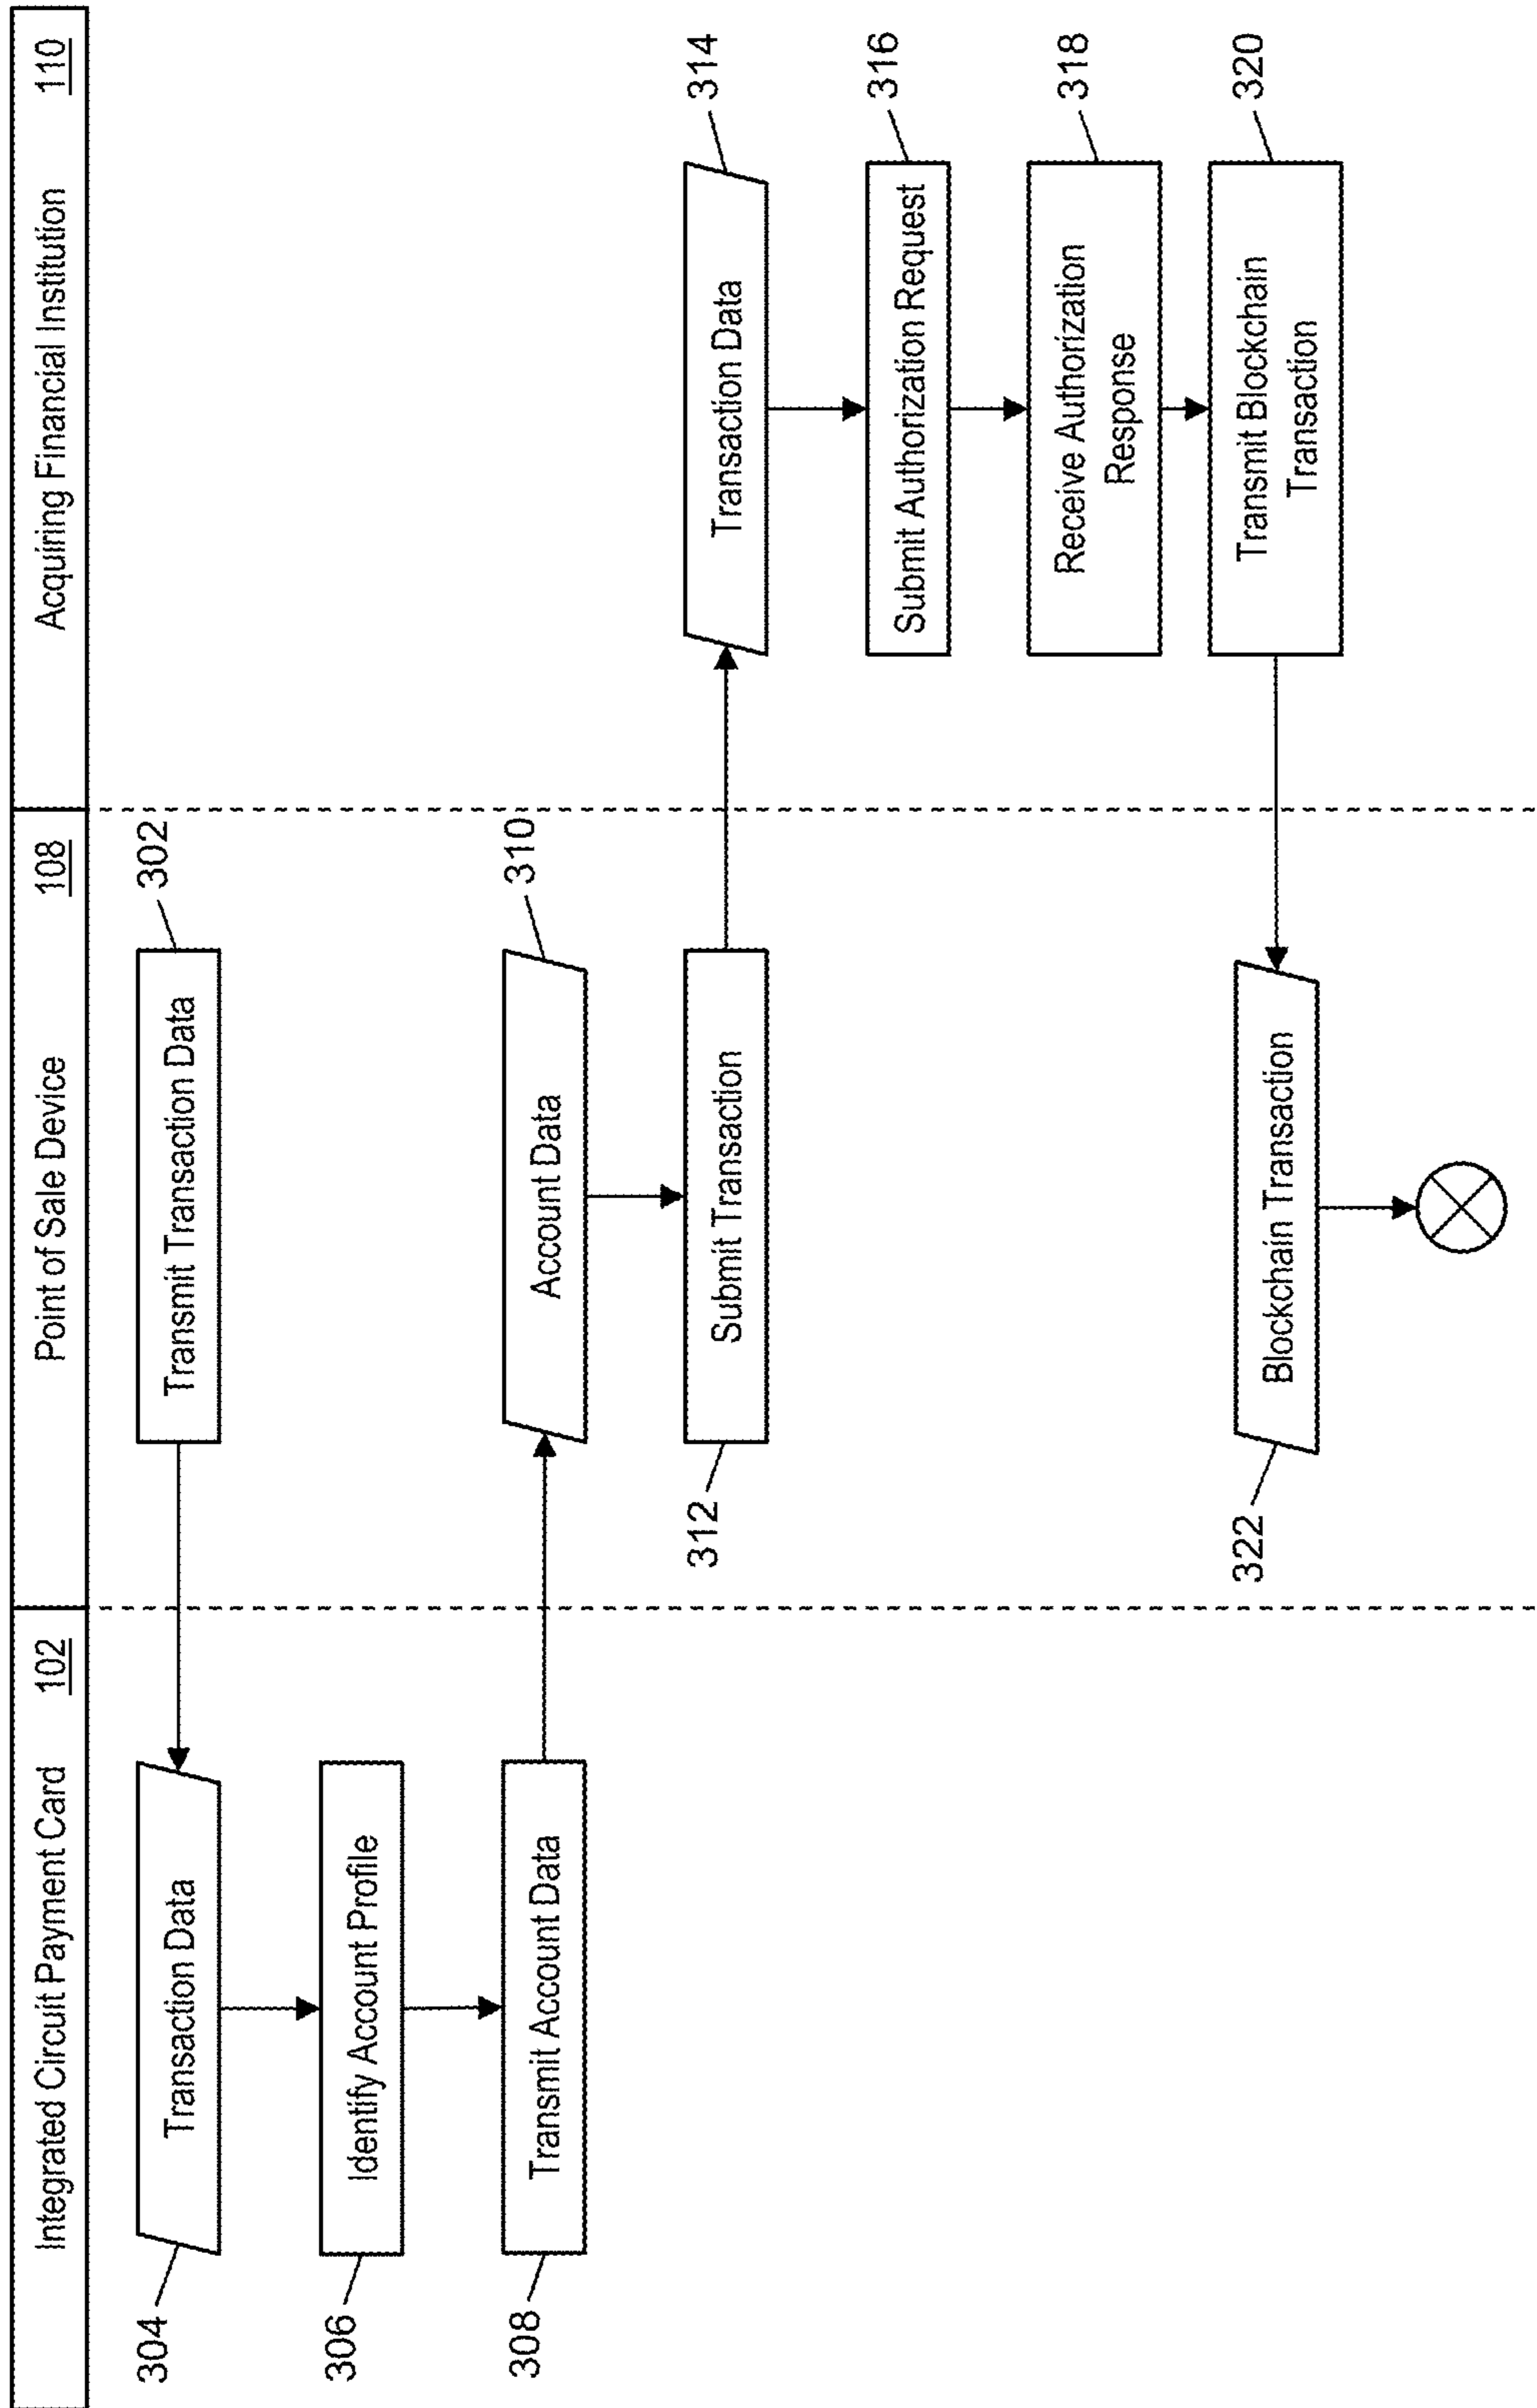 Integrated Circuit Payment Card 102
Point of Sale Device 108
Acquiring Financial Institution 110
304
Transaction Data
Transmit Transaction Data
302
306
Identify Account Profile
308
Transmit Account Data
Account Data
310
312
Submit Transaction
Transaction Data
314
Submit Authorization Request
316
Receive Authorization
Response
318
322
Blockchain Transaction
Transmit Blockchain
Transaction
320